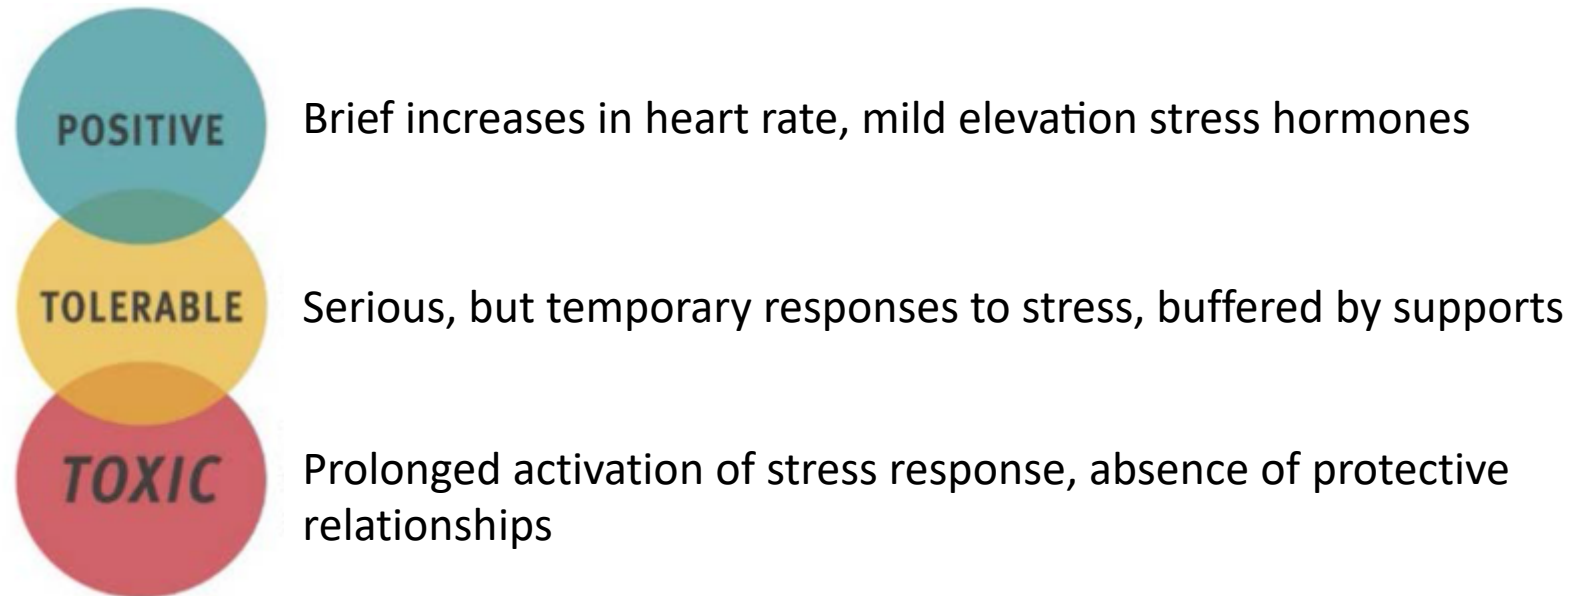 POSITIVE
Brief increases in heart rate, mild elevation stress hormones
TOLERABLE
Serious, but temporary responses to stress, buffered by supports
TOXIC
Prolonged activation of stress response, absence of protective
relationships